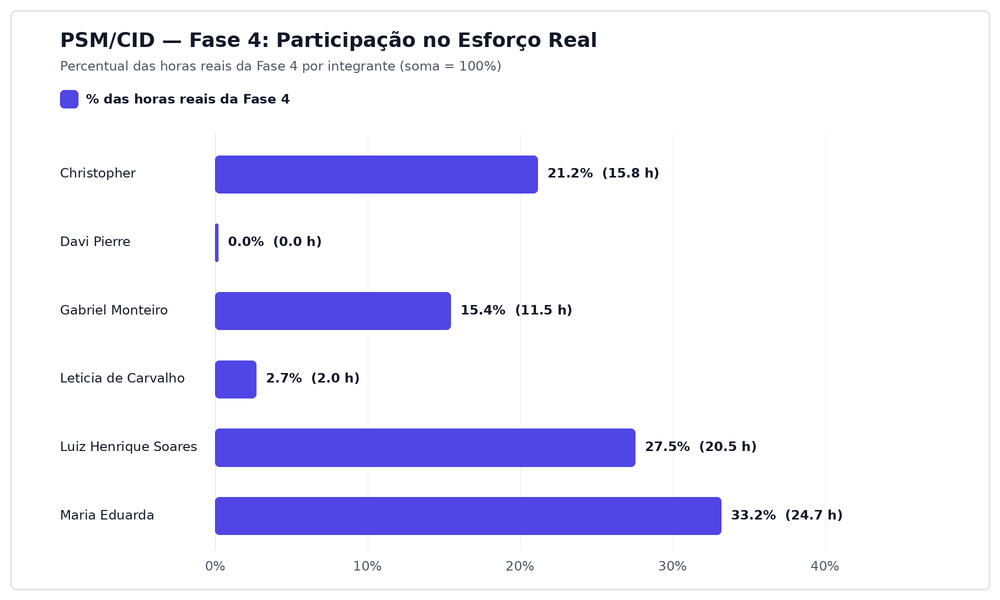 PSM/CID — Fase 4: Participação no Esforço Real
Percentual das horas reais da Fase 4 por integrante (soma = 100%)
% das horas reais da Fase 4
Christopher 21.2% (15.8 h)
Davi Pierre 0.0% (0.0 h)
Gabriel Monteiro 15.4% (11.5 h)
Leticia de Carvalho 2.7% (2.0 h)
Luiz Henrique Soares 27.5% (20.5 h)
Maria Eduarda 33.2% (24.7 h)
0% 10% 20% 30% 40%